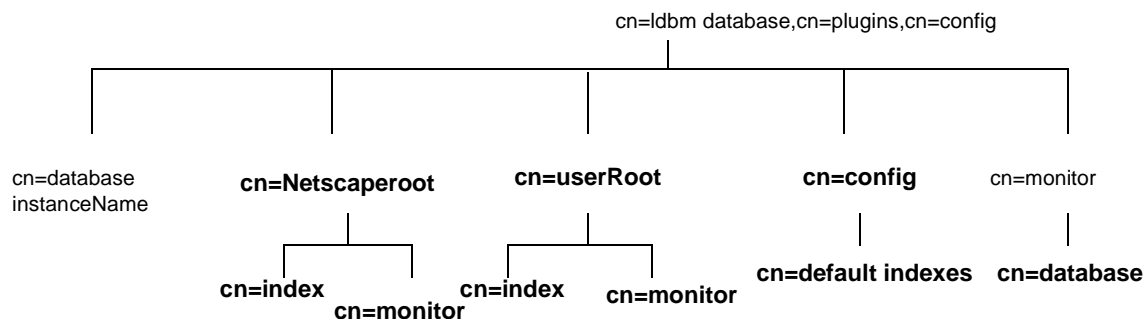 cn=ldbm database,cn=plugins,cn=config
cn=database
instanceName
cn=Netscaperoot
cn=userRoot
cn=config
cn=monitor
cn=index
cn=monitor
cn=index
cn=monitor
cn=default indexes
cn=database